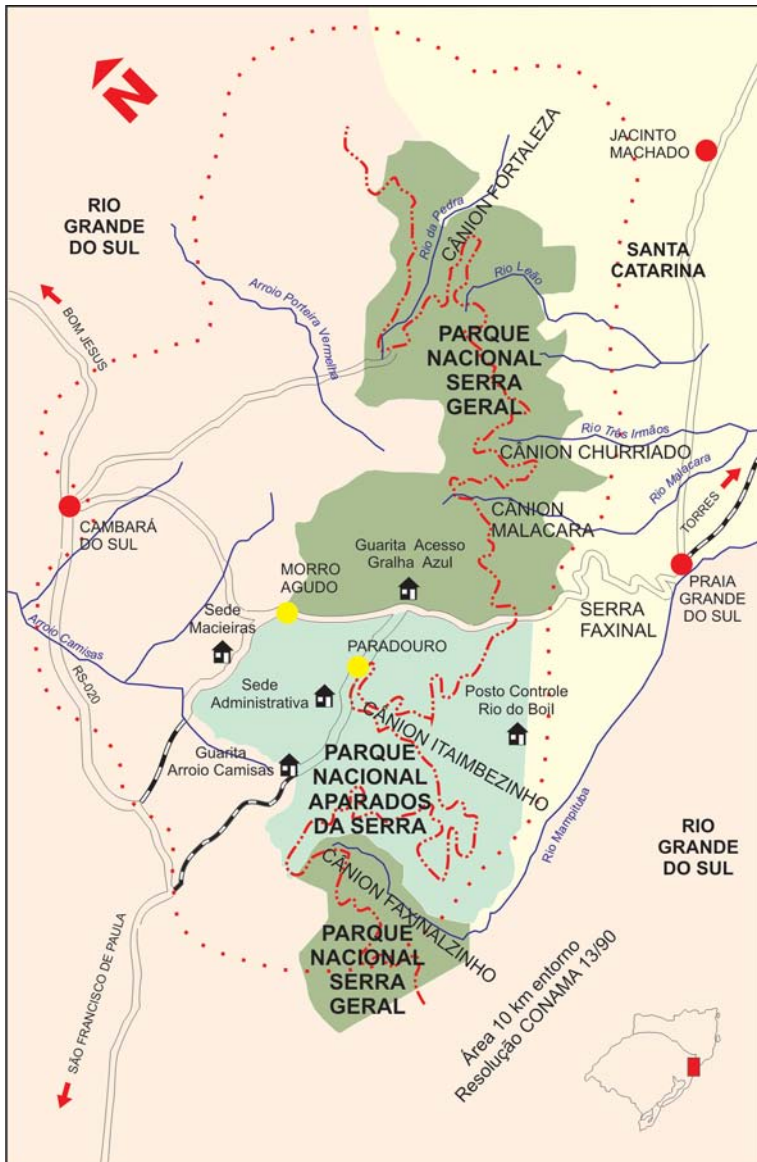 N
JACINTO
MACHADO
RIO
GRANDE
DO SUL
SANTA
CATARINA
CÂNION FORTALEZA
Rio da Pedra
Rio Leão
Arroio Porteira
Vermelha
BOM JESUS
PARQUE
NACIONAL
SERRA
GERAL
Rio Três Irmãos
CÂNION CHURRIADO
Rio Malacara
CÂNION
MALACARA
TORRES
CAMBARÁ
DO SUL
Guarita Acesso
Gralha Azul
MORRO
AGUDO
PRAIA
GRANDE
DO SUL
SERRA
FAXINAL
Sede
Macieiras
Arroio Camisas
PARADOURO
RS-020
Sede
Administrativa
Posto Controle
Rio do Bojl
CÂNION ITAIMBEZINHO
Guarita
Arroio Camisas
PARQUE
NACIONAL
APARADOS
DA SERRA
Rio Mampituba
RIO
GRANDE
DO SUL
CÂNION FAXINALZINHO
PARQUE
NACIONAL
SERRA
GERAL
SÃO FRANCISCO DE PAULA
Área 10 km entorno
Resolução CONAMA 13/90